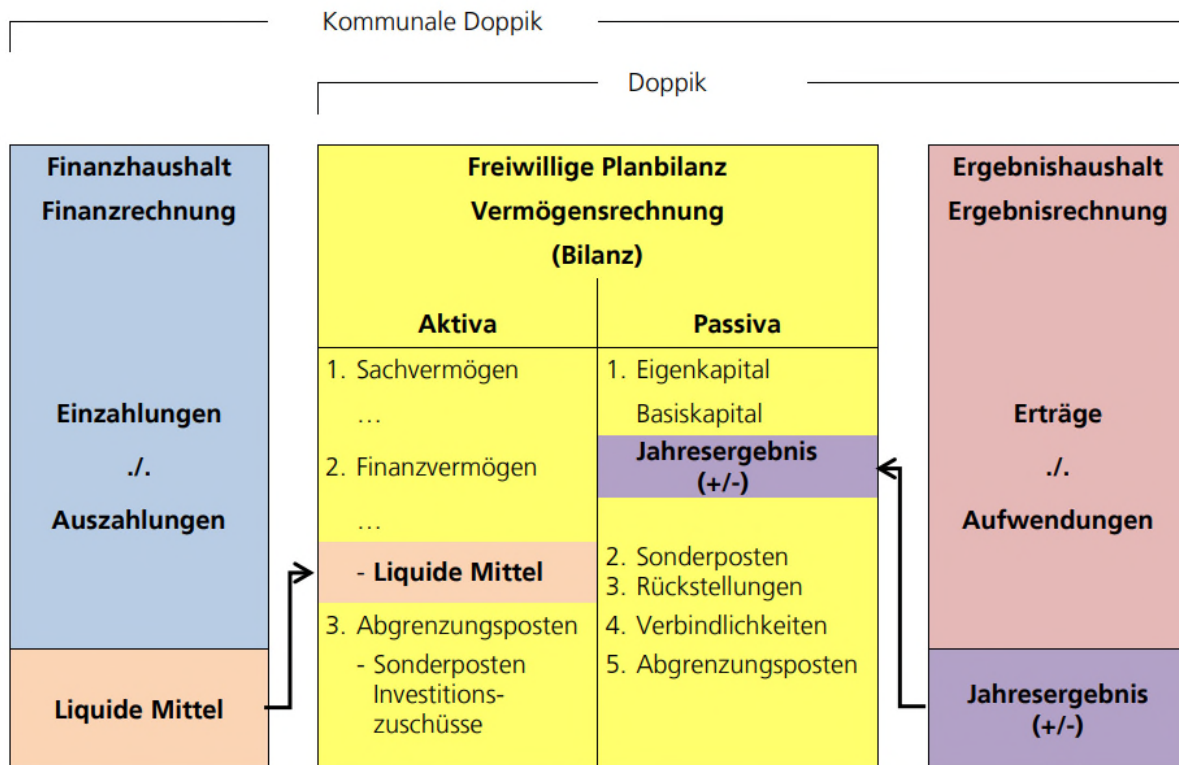 Kommunale Doppik
Doppik
Finanzhaushalt
Finanzrechnung
Einzahlungen
./.
Auszahlungen
Liquide Mittel
Freiwillige Planbilanz
Vermögensrechnung
(Bilanz)
Aktiva
1. Sachvermögen
…
2. Finanzvermögen
…
- Liquide Mittel
3. Abgrenzungsposten
- Sonderposten
Investitions-
zuschüsse
Passiva
1. Eigenkapital
Basiskapital
Jahresergebnis
(+/-)
2. Sonderposten
3. Rückstellungen
4. Verbindlichkeiten
5. Abgrenzungsposten
Ergebnishaushalt
Ergebnisrechnung
Erträge
./.
Aufwendungen
Jahresergebnis
(+/-)